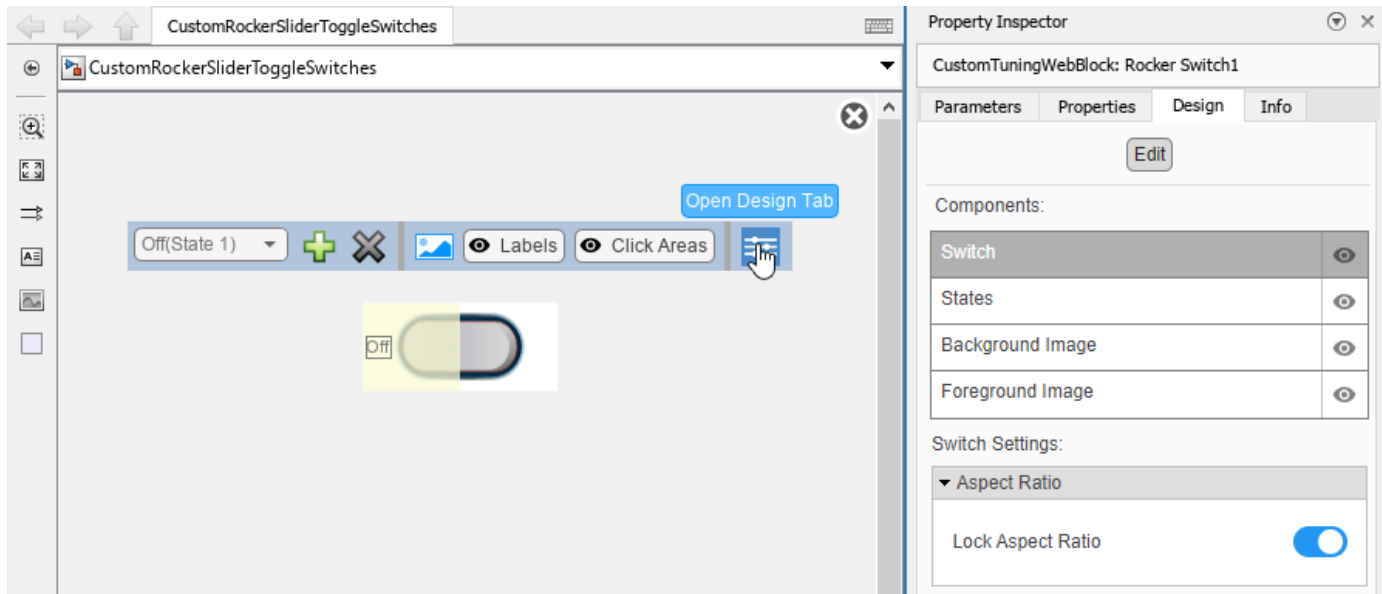 CustomRockerSliderToggleSwitches
CustomRockerSliderToggleSwitches
Open Design Tab
Off(State 1)
Labels
Click Areas
Off
Property Inspector
CustomTuningWebBlock: Rocker Switch1
Parameters Properties Design Info
Edit
Components:
Switch
States
Background Image
Foreground Image
Switch Settings:
Aspect Ratio
Lock Aspect Ratio